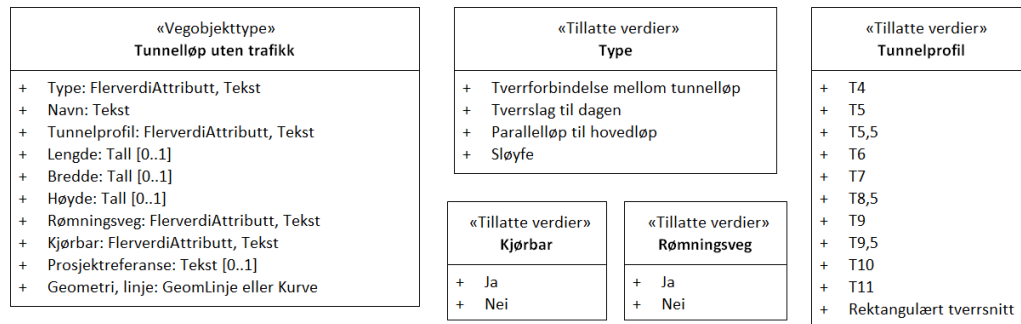 «Vegobjekttype»
Tunnelløp uten trafikk
+ Type: FlerverdiAttributt, Tekst
+ Navn: Tekst
+ Tunnelprofil: FlerverdiAttributt, Tekst
+ Lengde: Tall [0..1]
+ Bredde: Tall [0..1]
+ Høyde: Tall [0..1]
+ Rømningsveg: FlerverdiAttributt, Tekst
+ Kjørbar: FlerverdiAttributt, Tekst
+ Prosjektreferanse: Tekst [0..1]
+ Geometri, linje: GeomLinje eller Kurve
«Tillatte verdier»
Type
+ Tverrforbindelse mellom tunnelløp
+ Tverrslag til dagen
+ Parallelløp til hovedløp
+ Sløyfe
«Tillatte verdier»
Kjørbar
+ Ja
+ Nei
«Tillatte verdier»
Rømningsveg
+ Ja
+ Nei
«Tillatte verdier»
Tunnelprofil
+ T4
+ T5
+ T5,5
+ T6
+ T7
+ T8,5
+ T9
+ T9,5
+ T10
+ T11
+ Rektangulært tverrsnitt